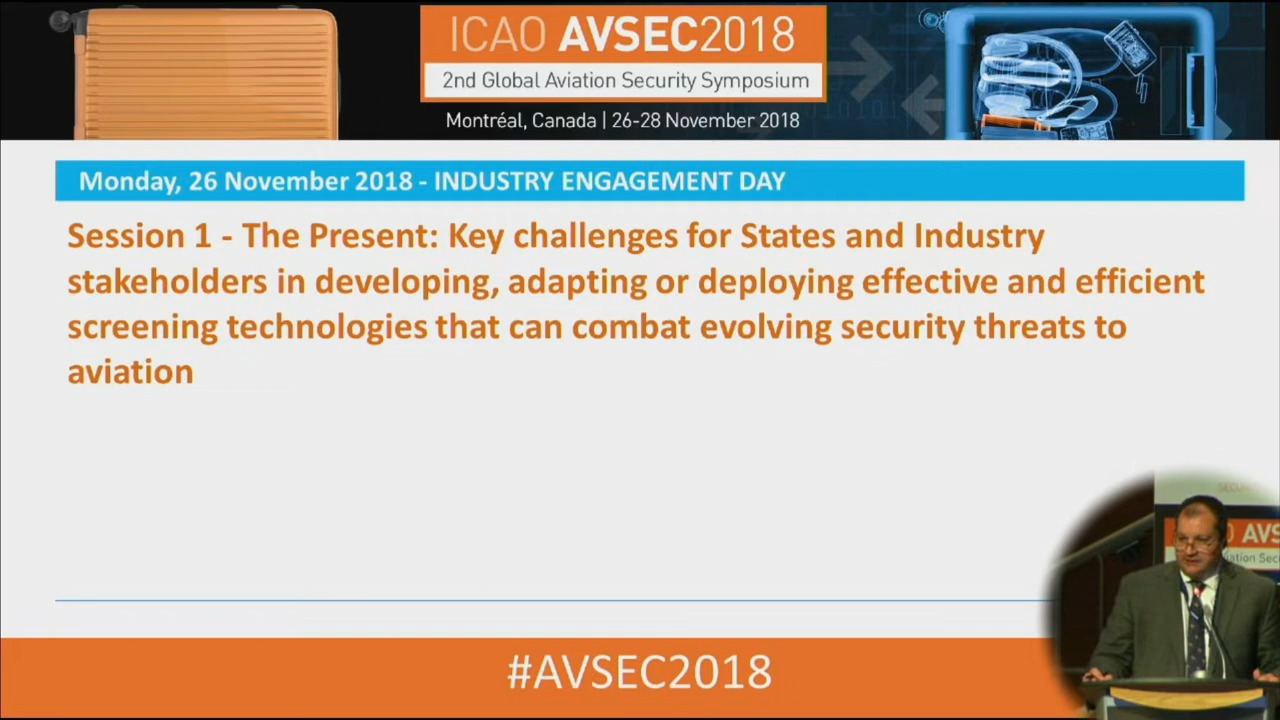 ICAO AVSEC2018
2nd Global Aviation Security Symposium
Montréal, Canada | 26-28 November 2018
Monday, 26 November 2018 - INDUSTRY ENGAGEMENT DAY
Session 1 - The Present: Key challenges for States and Industry
stakeholders in developing, adapting or deploying effective and efficient
screening technologies that can combat evolving security threats to
aviation
AVS
#AVSEC2018